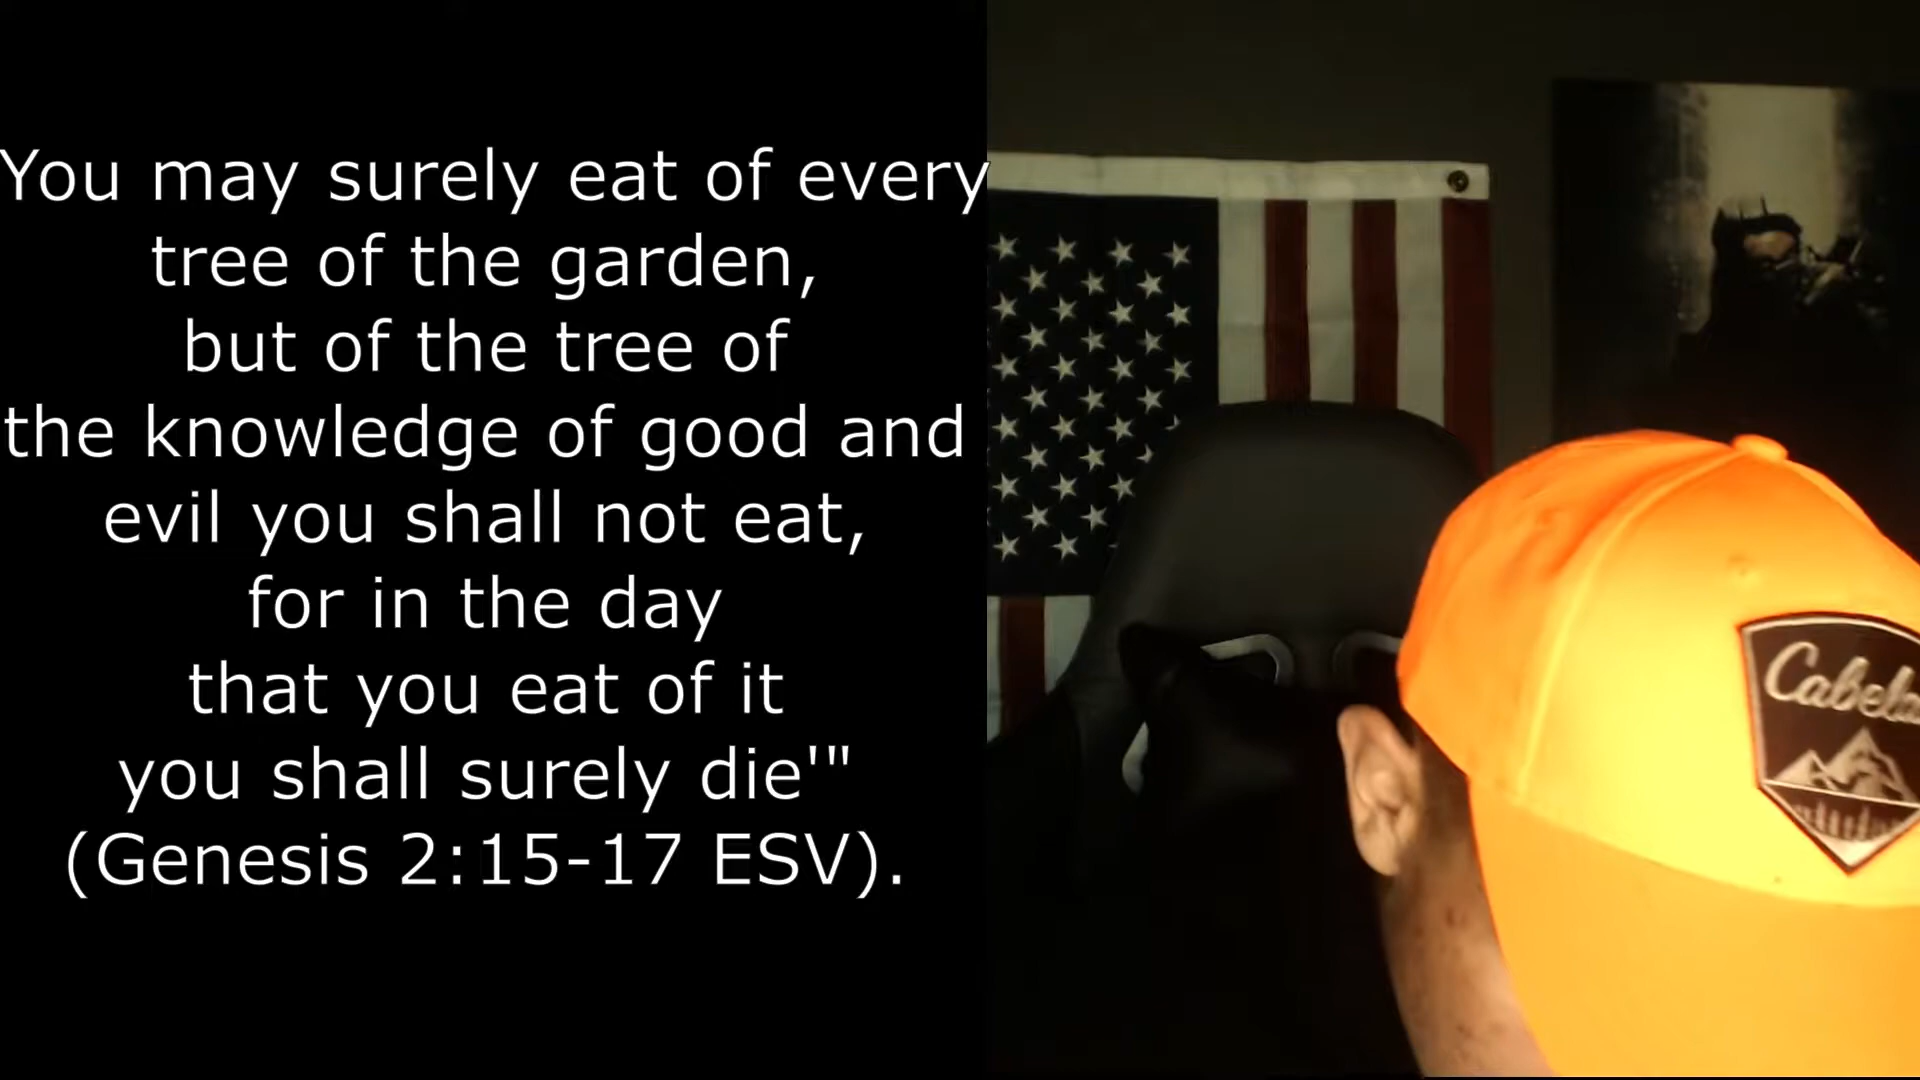 You may surely eat of every
tree of the garden,
but of the tree of
the knowledge of good and
evil you shall not eat,
for in the day
that you eat of it
you shall surely die'"
(Genesis 2:15-17 ESV).
Cabela